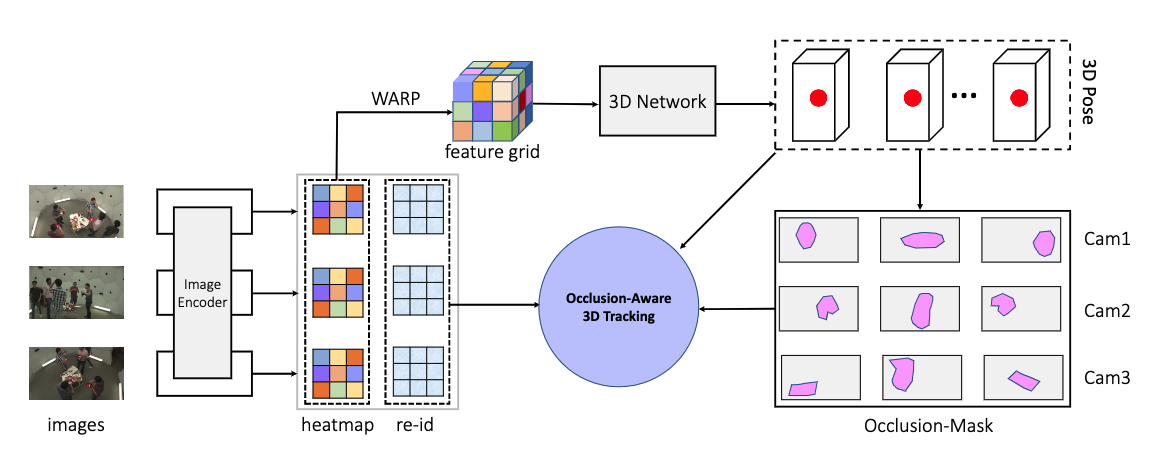 WARP
feature grid
3D Network
3D Pose
Image
Encoder
Occlusion-Aware
3D Tracking
Cam1
Cam2
Cam3
images
heatmap
re-id
Occlusion-Mask